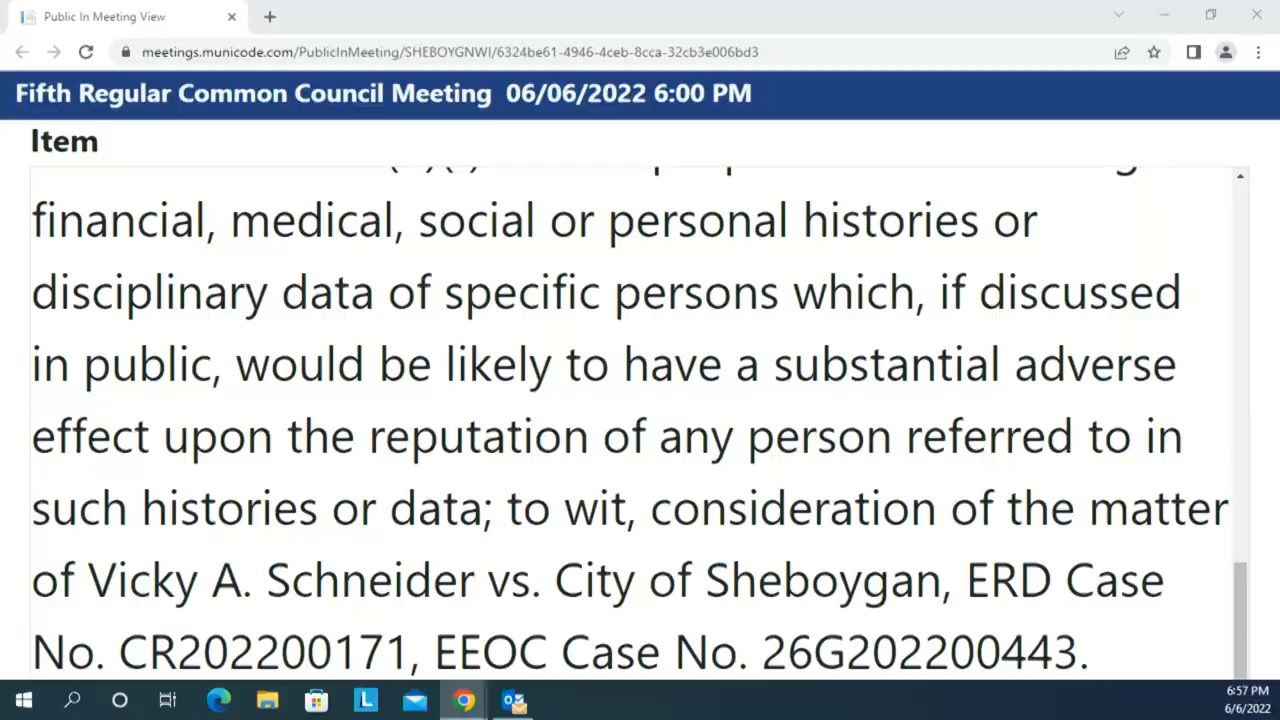 Public In Meeting View
meetings.municode.com/PublicInMeeting/SHEBOYGNWI/6324be61-4946-4ceb-8cca-32cb3e006bd3
Fifth Regular Common Council Meeting 06/06/2022 6:00 PM
Item
financial, medical, social or personal histories or
disciplinary data of specific persons which, if discussed
in public, would be likely to have a substantial adverse
effect upon the reputation of any person referred to in
such histories or data; to wit, consideration of the matter
of Vicky A. Schneider vs. City of Sheboygan, ERD Case
No. CR202200171, EEOC Case No. 26G202200443.
L
6:57 PM
6/6/2022